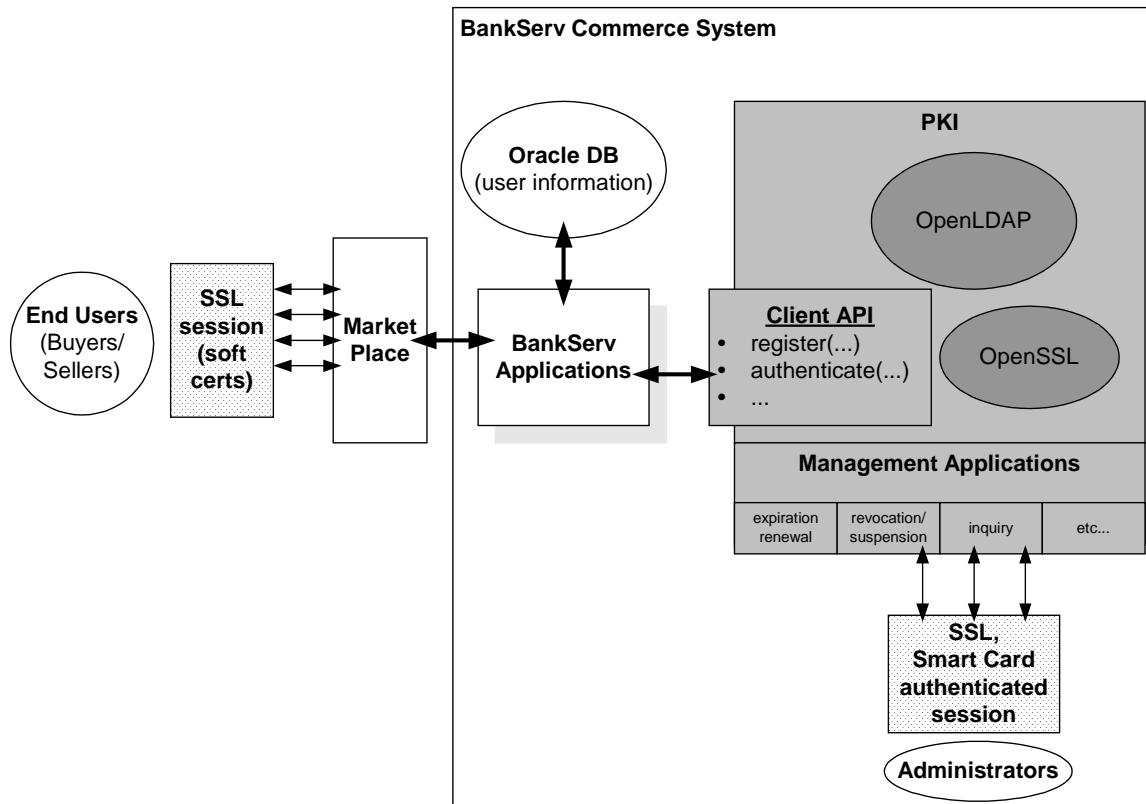 BankServ Commerce System
PKI
Oracle DB
(user information)
OpenLDAP
End Users
(Buyers/
Sellers)
SSL
session
(soft
certs)
Market
Place
BankServ
Applications
Client API
• register(...)
• authenticate(...)
• ...
OpenSSL
Management Applications
expiration
renewal
revocation/
suspension
inquiry
etc...
SSL,
Smart Card
authenticated
session
Administrators